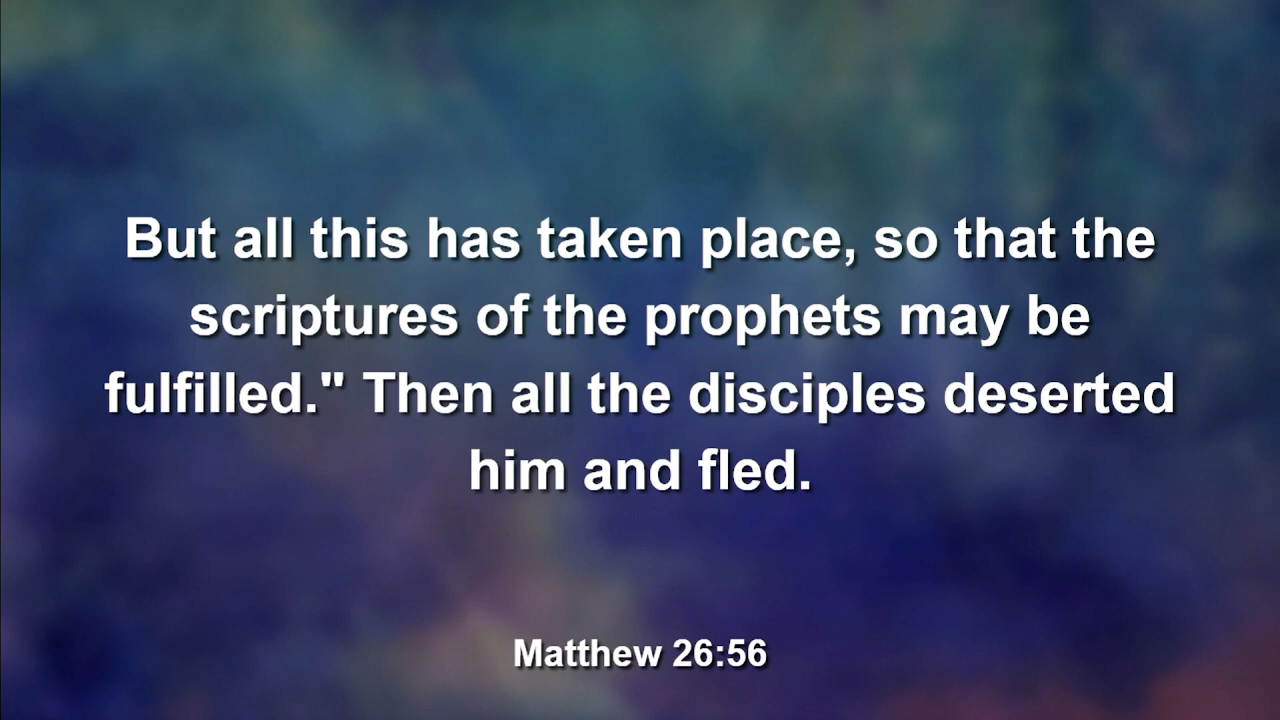 But all this has taken place, so that the
scriptures of the prophets may be
fulfilled." Then all the disciples deserted
him and fled.
Matthew 26:56